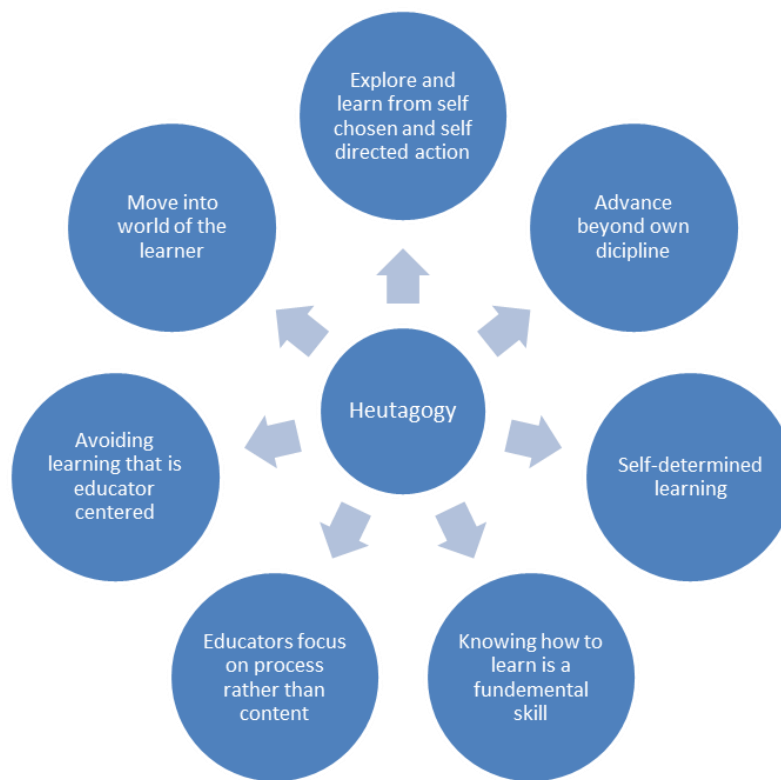 Explore and
learn from self
chosen and self
directed action
Advance
beyond own
dicipline
Self-determined
learning
Knowing how to
learn is a
fundemental
skill
Educators focus
on process
rather than
content
Avoiding
learning that is
educator
centered
Move into
world of the
learner
Heutagogy